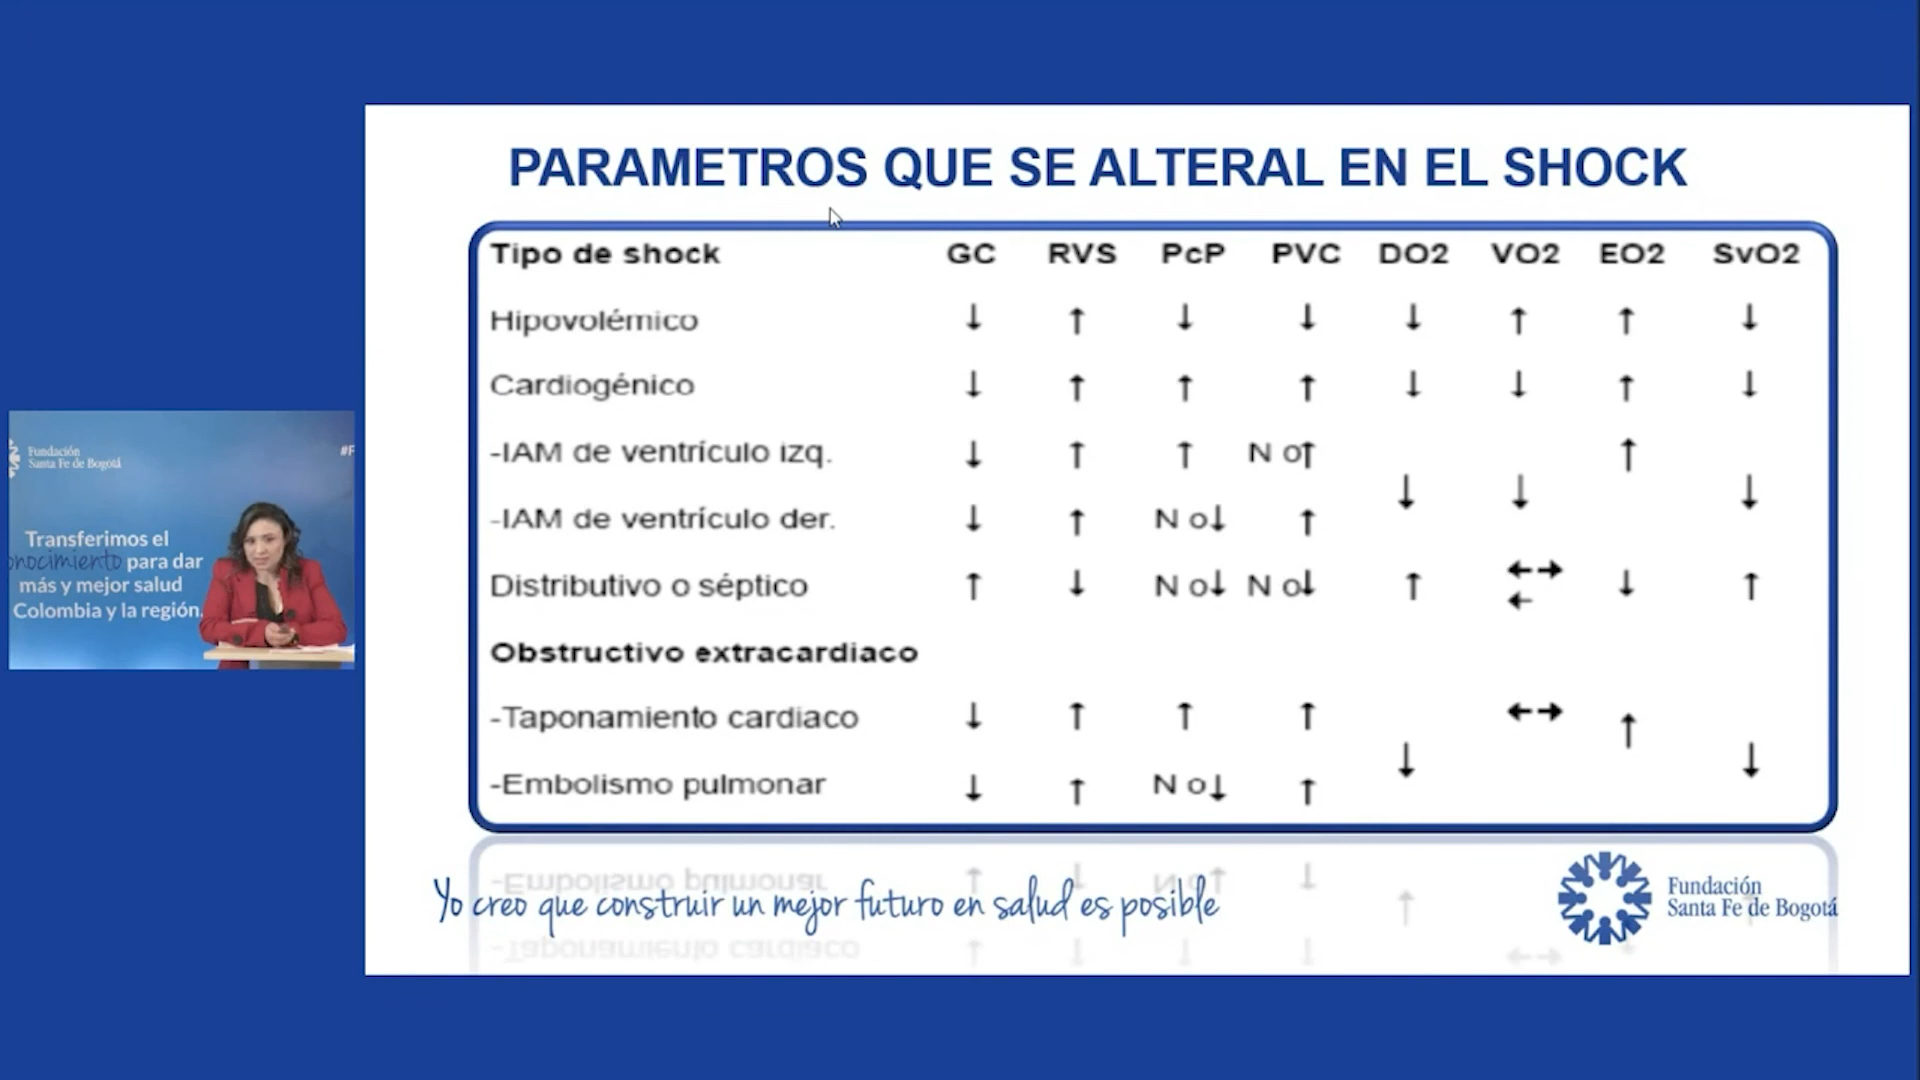 PARAMETROS QUE SE ALTERAL EN EL SHOCK
Tipo de shock GC RVS PcP PVC DO2 VO2 EO2 SvO2
Hipovolémico ↓ ↑ ↓ ↓ ↓ ↑ ↑ ↓
Cardiogénico ↓ ↑ ↑ ↑ ↓ ↓ ↑ ↓
-IAM de ventrículo izq. ↓ ↑ ↑ N o↑ ↑
↓ ↓ ↓
-IAM de ventrículo der. ↓ ↑ N o↓ ↑
Distributivo o séptico ↑ ↓ N o↓ N o↓ ↑ ←→ ← ↓ ↑
Obstructivo extracardiaco
-Taponamiento cardiaco ↓ ↑ ↑ ↑ ←→ ↑
↓ ↓
-Embolismo pulmonar ↓ ↑ N o↓ ↑
Yo creo que construir un mejor futuro en salud es posible
Fundación
Santa Fe de Bogotá
Fundación
Santa Fe de Bogotá
#F
Transferimos el
onocimiento para dar
más y mejor salud
Colombia y la región.